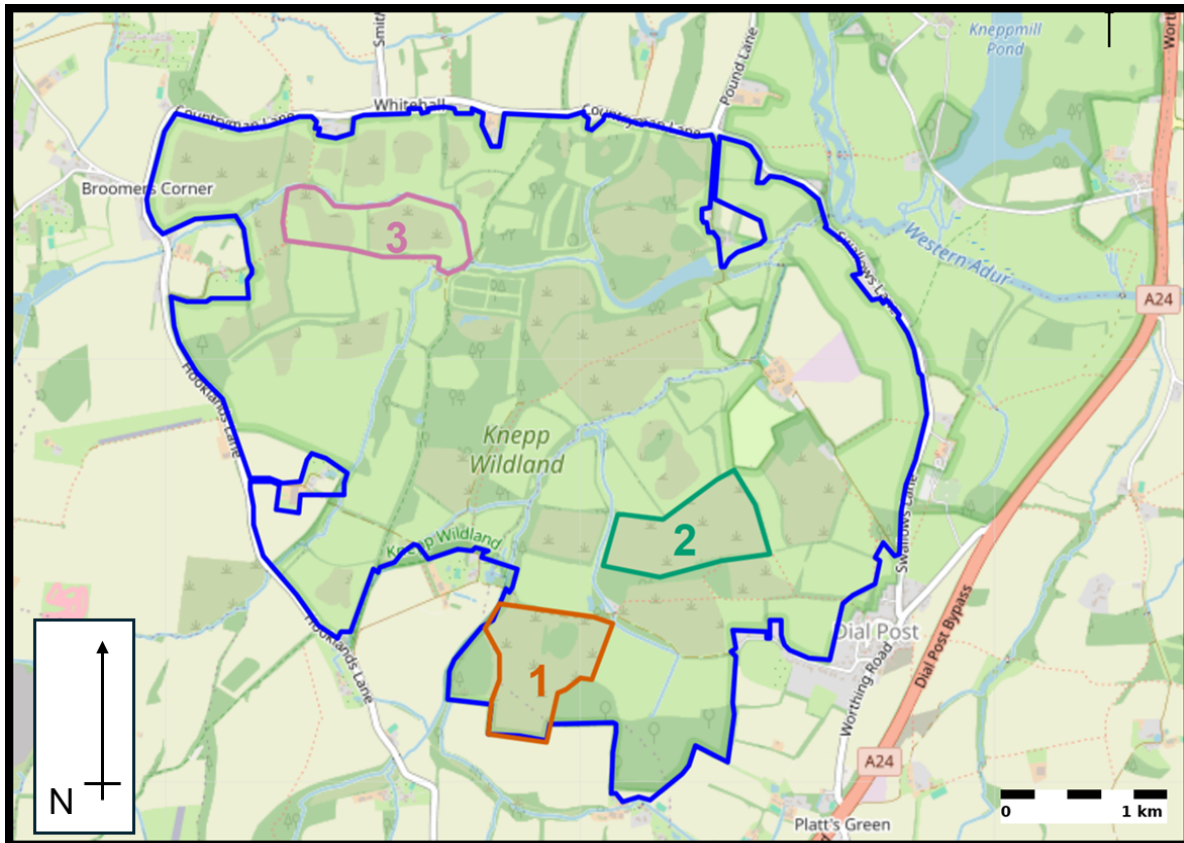 Kneppmill
Pond
Pound Lane
Whitehall
Countryman Lane
Countryman Lane
Broomers Corner
3
Swallows Lane
Western Adur
A24
Hooklands Lane
Knepp
Wildland
Knepp Wildland
2
Swallows Lane
Hooklands Lane
1
Dial Post
Dial Post Bypass
Worthing Road
A24
N
0
1 km
Platt's Green